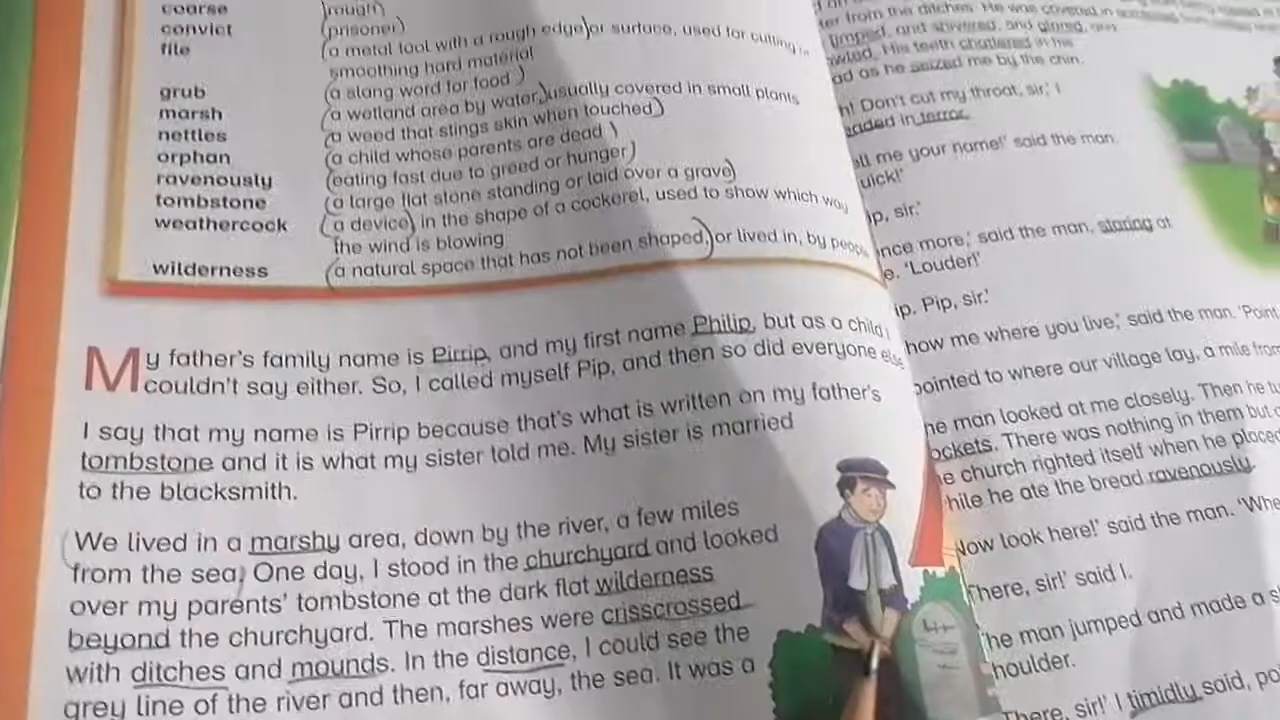 coarse rough
convict (prisoner)
file (a metal tool with a rough edge) or surface, used for cutting
smoothing hard material
grub (a slang word for food)
marsh (a wetland area by water,) usually covered in small plants
nettles (a weed that stings skin when touched)
orphan (a child whose parents are dead)
ravenously (eating fast due to greed or hunger)
tombstone (a large flat stone standing or laid over a grave)
weathercock (a device) in the shape of a cockerel, used to show which way
the wind is blowing
wilderness (a natural space that has not been shaped,) or lived in, by people
My father's family name is Pirrip, and my first name Philip, but as a child I
couldn't say either. So, I called myself Pip, and then so did everyone else
I say that my name is Pirrip because that's what is written on my father's
tombstone and it is what my sister told me. My sister is married
to the blacksmith.
We lived in a marshy area, down by the river, a few miles
from the sea. One day, I stood in the churchyard and looked
over my parents' tombstone at the dark flat wilderness
beyond the churchyard. The marshes were crisscrossed
with ditches and mounds. In the distance, I could see the
grey line of the river and then, far away, the sea. It was a
from the ditches. He was covered in
limped, and shivered, and glared, and
His teeth chattered in his
as he seized me by the chin.
Don't cut my throat, sir,' I
in terror.
me your name!' said the man.
sir.'
more,' said the man, staring at
'Louder!'
Pip, sir.'
me where you live,' said the man. 'Point
pointed to where our village lay, a mile from
man looked at me closely. Then he
There was nothing in them but
church righted itself when he placed
he ate the bread ravenously.
Now look here!' said the man.
There, sir!' said I.
man jumped and made a
There, sir!' I timidly said,